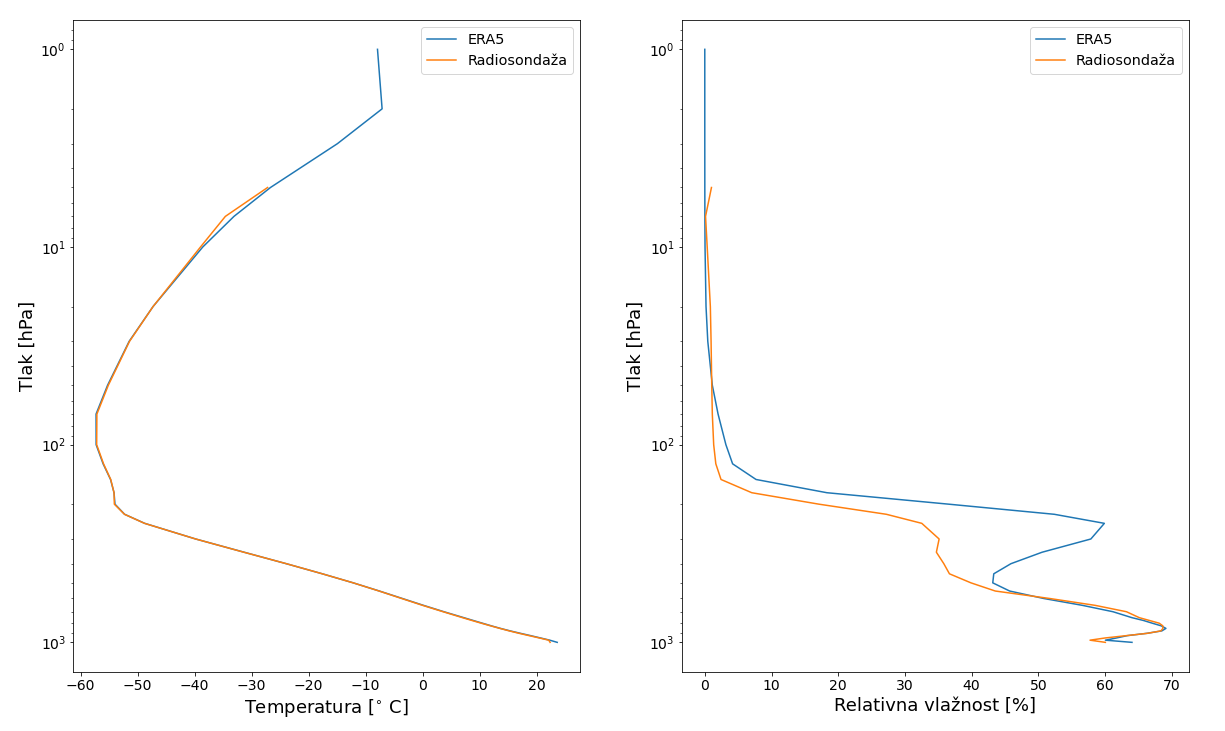 ERA5
Radiosondaža
10⁰
10¹
10²
10³
Tlak [hPa]
−60 −50 −40 −30 −20 −10 0 10 20
Temperatura [° C]
ERA5
Radiosondaža
10⁰
10¹
10²
10³
Tlak [hPa]
0 10 20 30 40 50 60 70
Relativna vlažnost [%]